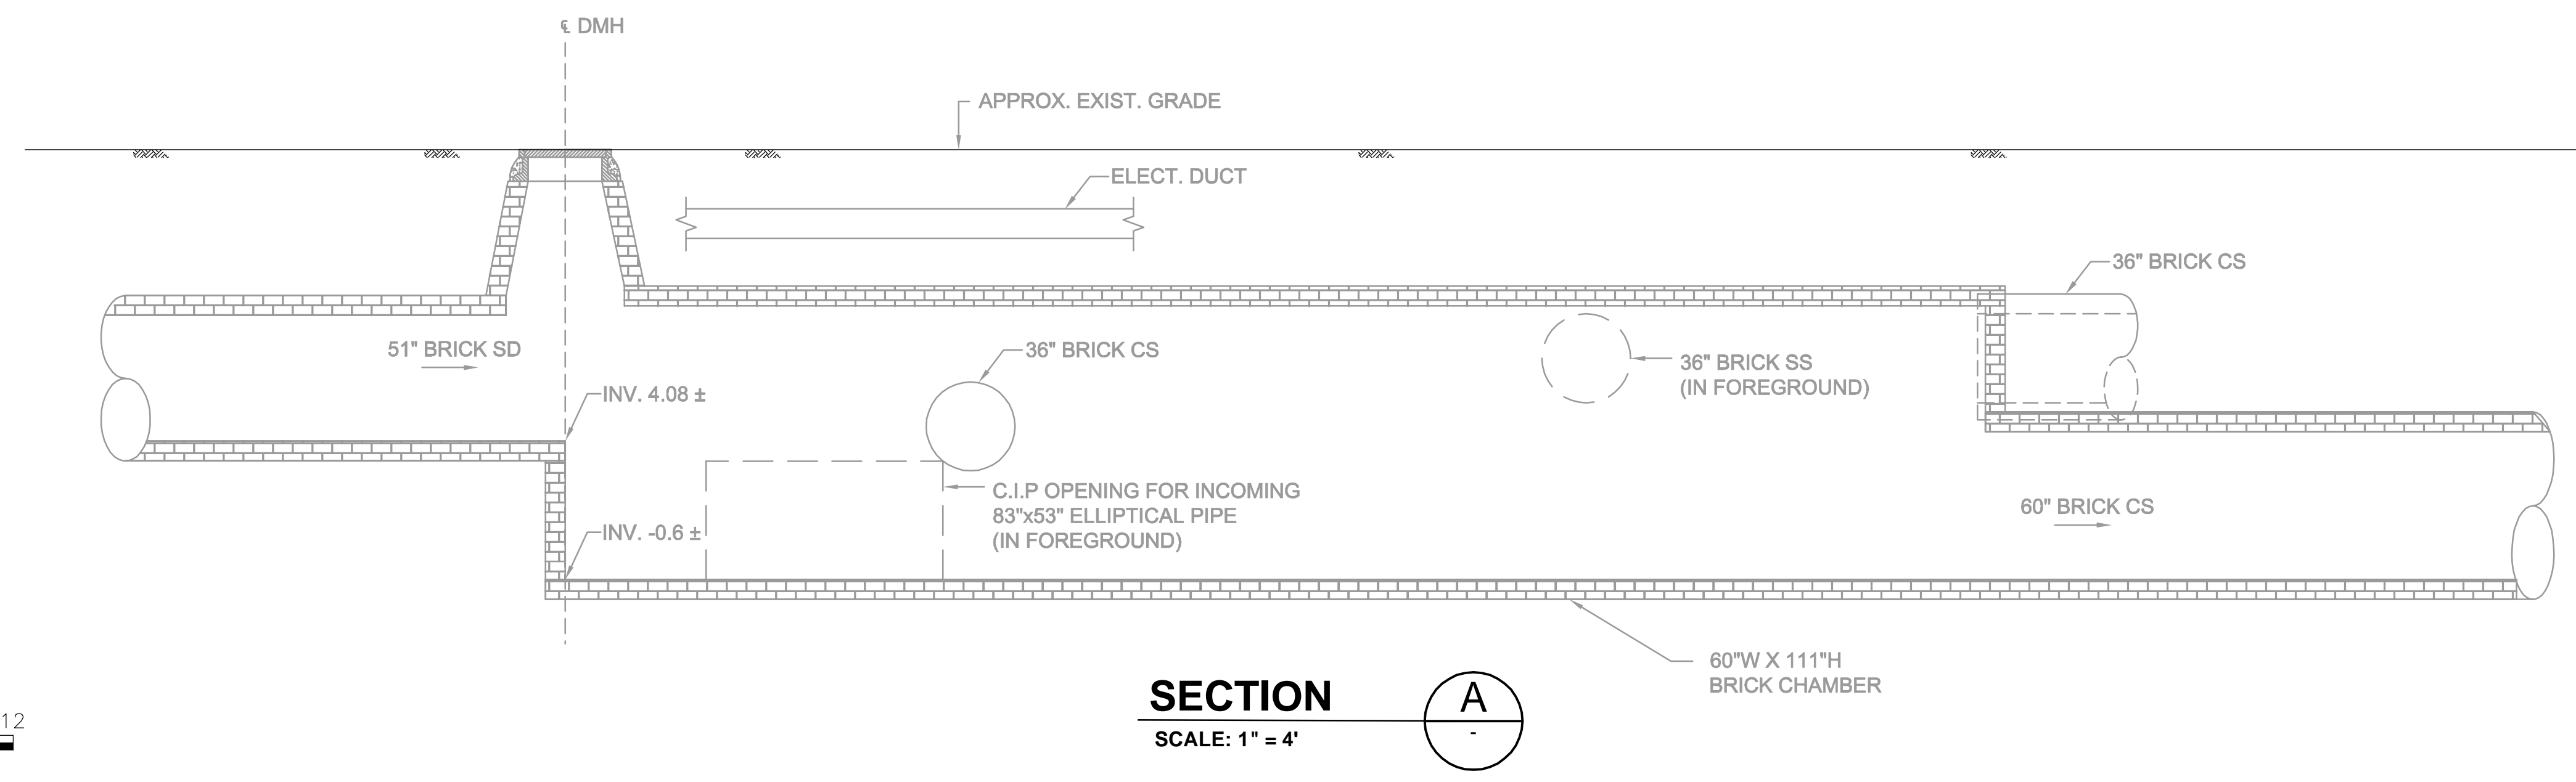 ℄ DMH
APPROX. EXIST. GRADE
ELECT. DUCT
36" BRICK CS
51" BRICK SD
36" BRICK CS
36" BRICK SS
(IN FOREGROUND)
INV. 4.08 ±
C.I.P OPENING FOR INCOMING
83"x53" ELLIPTICAL PIPE
(IN FOREGROUND)
60" BRICK CS
INV. -0.6 ±
60"W X 111"H
BRICK CHAMBER
SECTION
A
-
SCALE: 1" = 4'
12